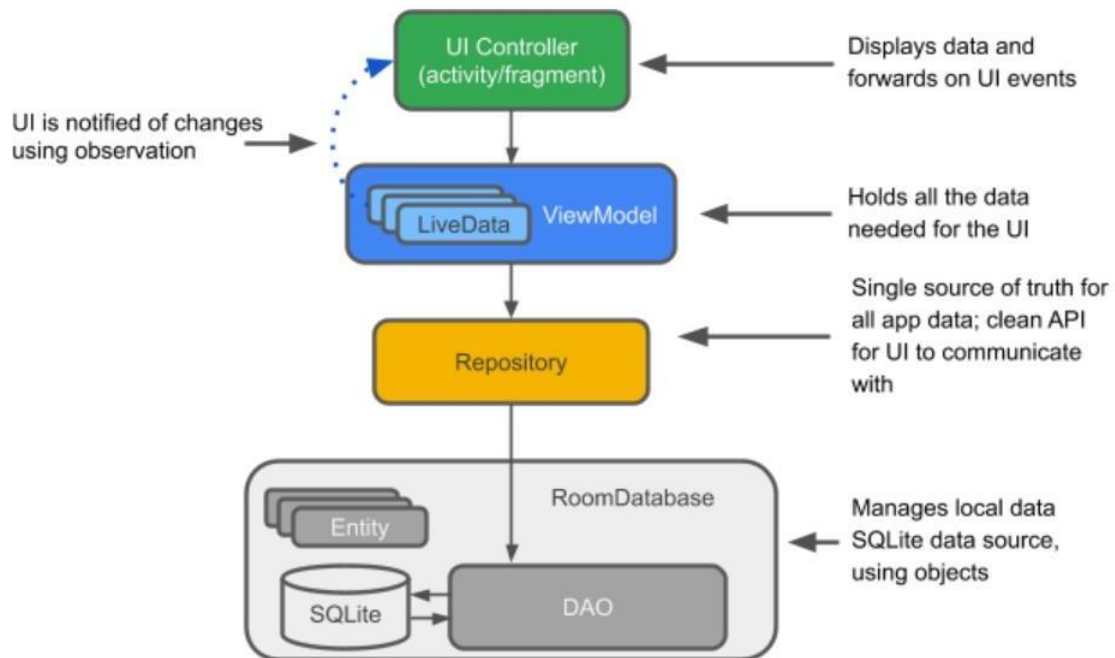 UI Controller
(activity/fragment)
Displays data and
forwards on UI events
UI is notified of changes
using observation
LiveData
ViewModel
Holds all the data
needed for the UI
Single source of truth for
all app data; clean API
for UI to communicate
with
Repository
RoomDatabase
Entity
Manages local data
SQLite data source,
using objects
SQLite
DAO